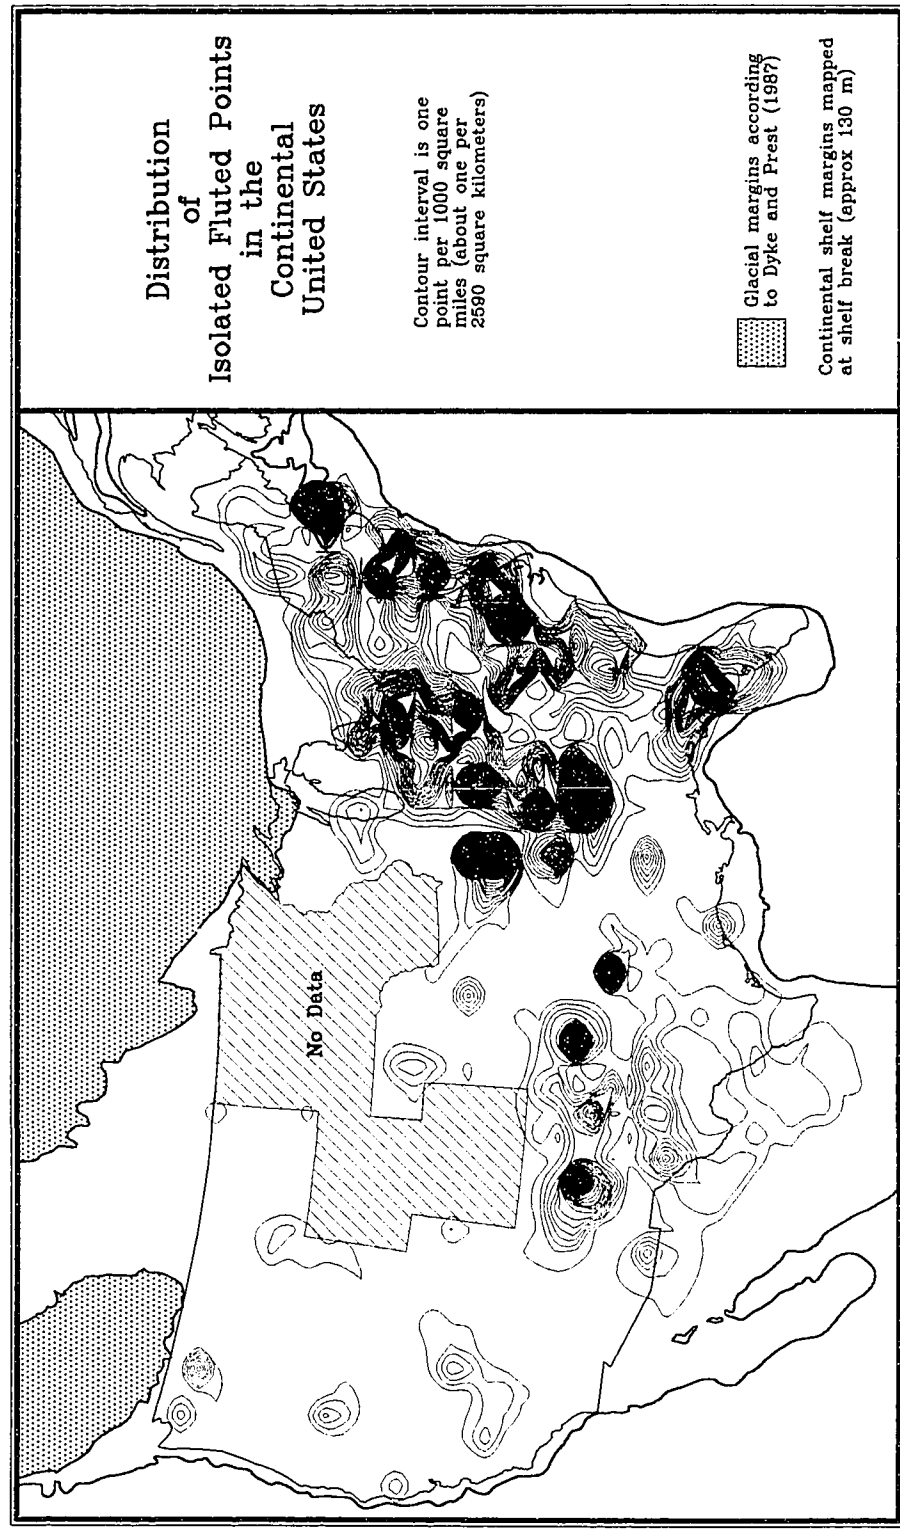 Distribution
of
Isolated Fluted Points
in the
Continental
United States
Contour interval is one
point per 1000 square
miles (about one per
2590 square kilometers)
Glacial margins according
to Dyke and Prest (1987)
Continental shelf margins mapped
at shelf break (approx 130 m)
No Data